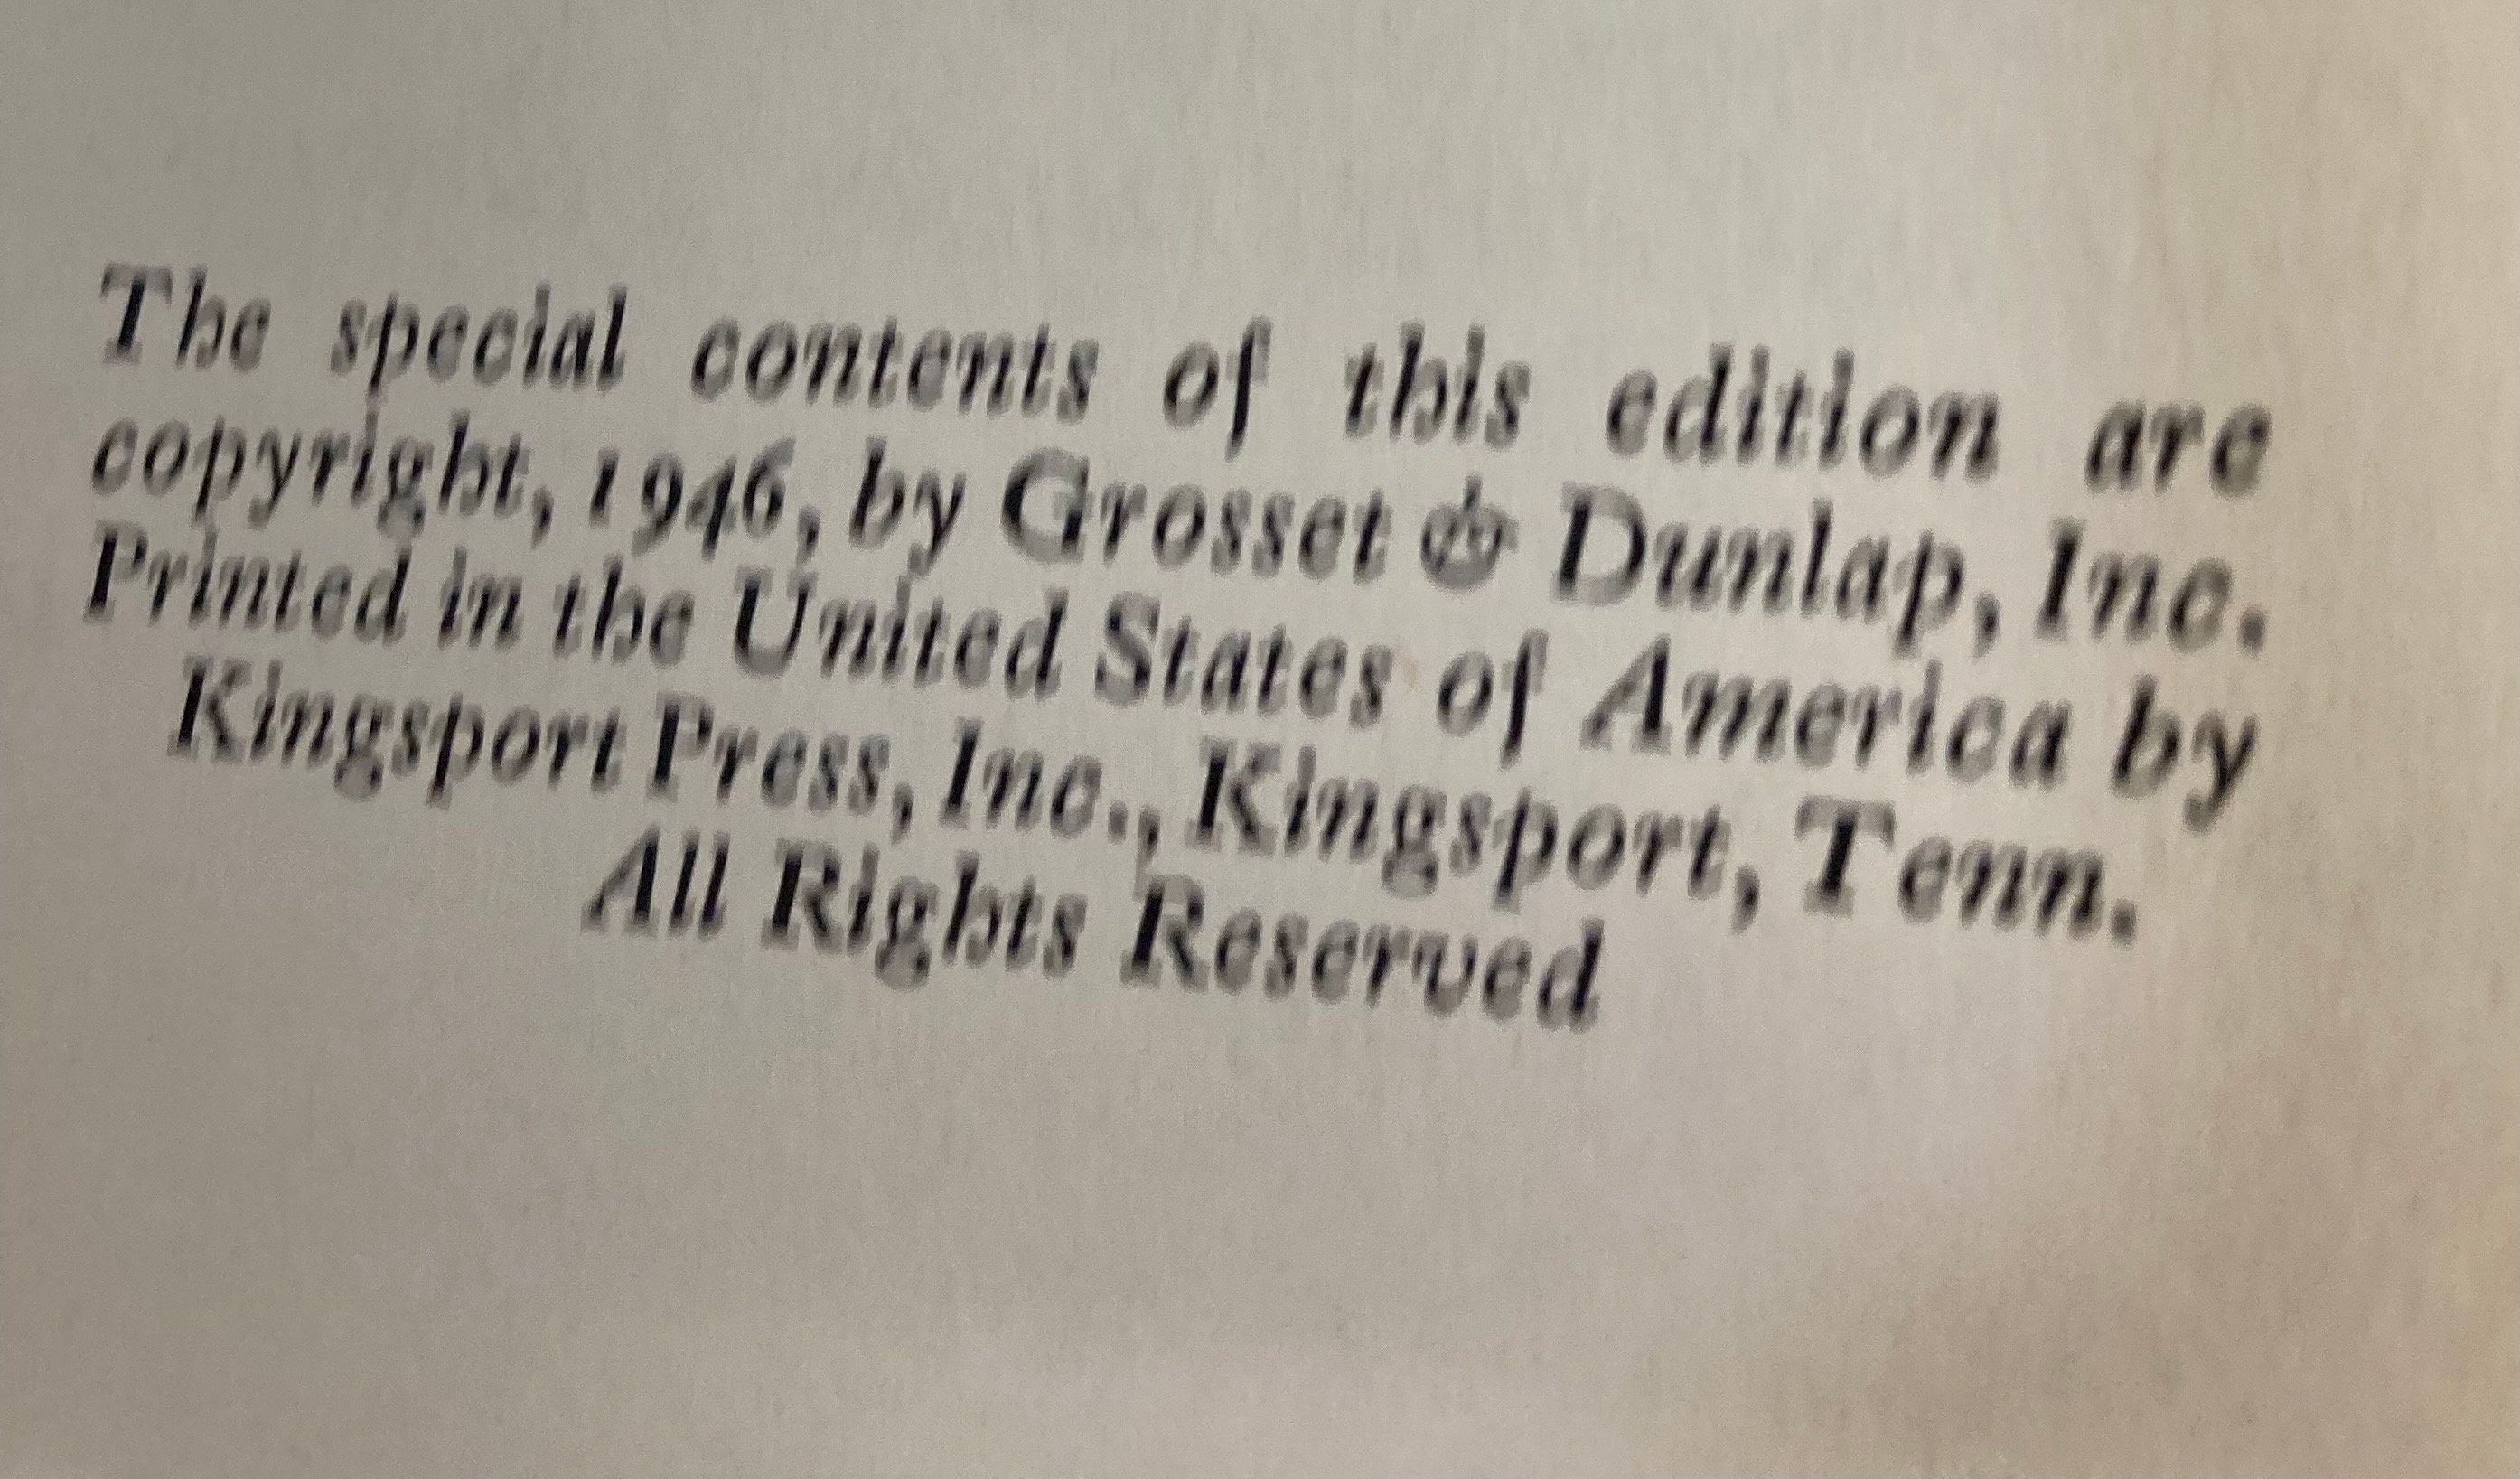 The special contents of this edition are
copyright, 1946, by Grosset & Dunlap, Inc.
Printed in the United States of America by
Kingsport Press, Inc., Kingsport, Tenn.
All Rights Reserved